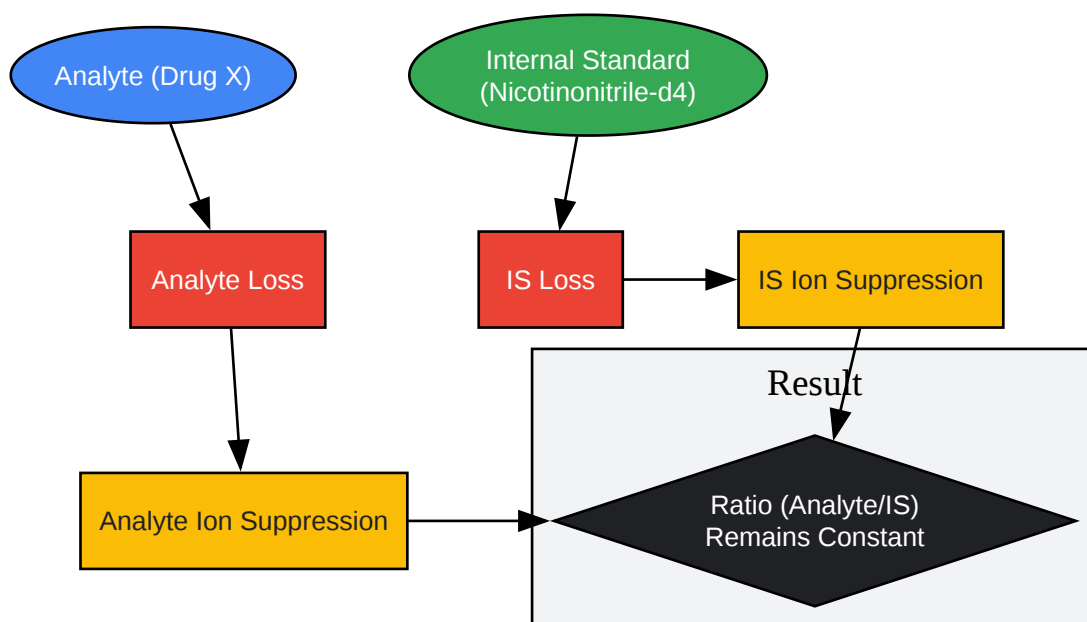 Analyte (Drug X)
Internal Standard
(Nicotinonitrile-d4)
Analyte Loss
IS Loss
IS Ion Suppression
Result
Analyte Ion Suppression
Ratio (Analyte/IS)
Remains Constant